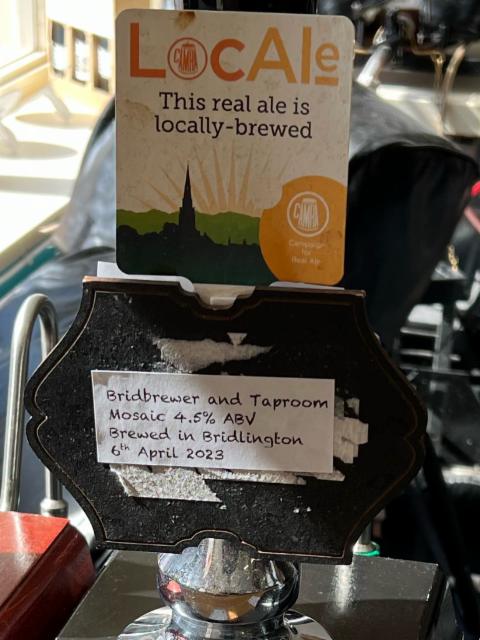 LocAle
CAMRA
This real ale is
locally-brewed
CAMRA
Campaign
for
Real Ale
Bridbrewer and Taproom
Mosaic 4.5% ABV
Brewed in Bridlington
6th April 2023